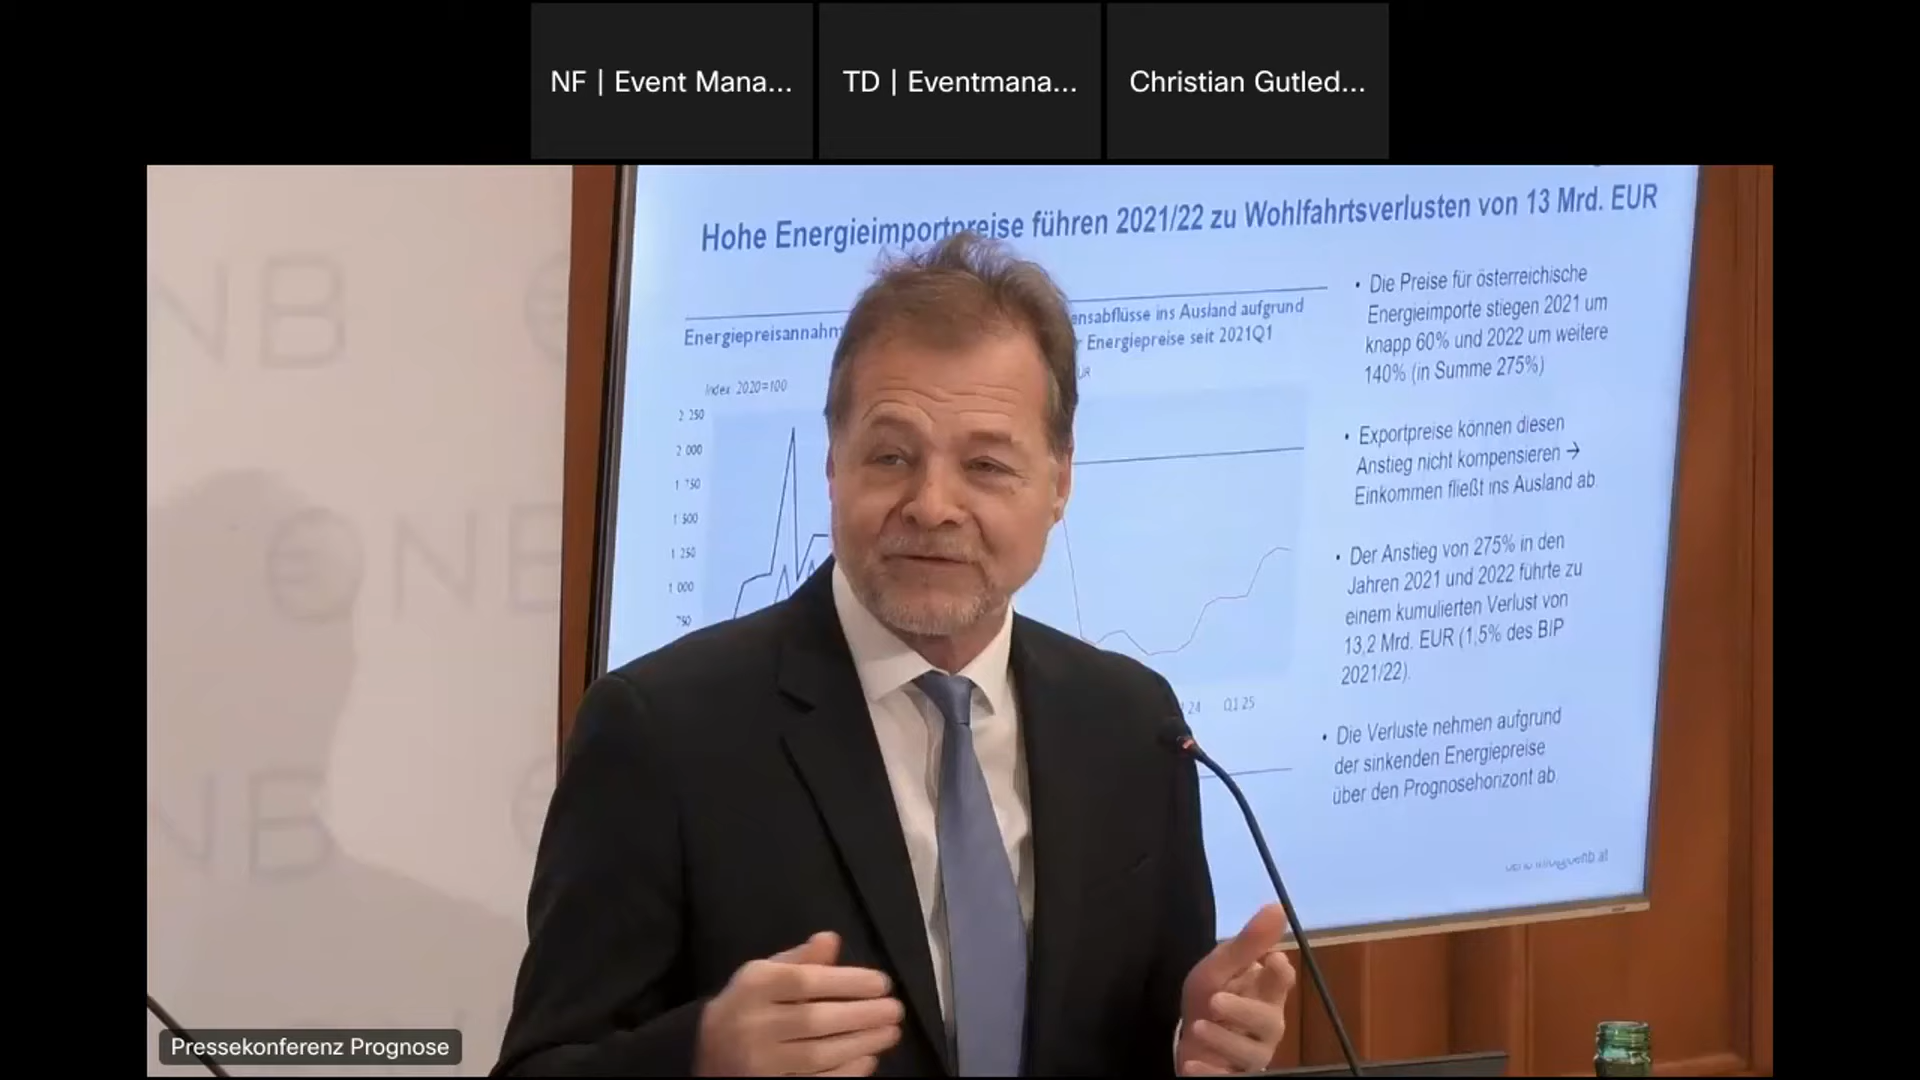 NF | Event Mana...
TD | Eventmana...
Christian Gutled...
Hohe Energieimportpreise führen 2021/22 zu Wohlfahrtsverlusten von 13 Mrd. EUR
Energiepreisannahm
ensabflüsse ins Ausland aufgrund
r Energiepreise seit 2021Q1
Index 2020=100
UR
2 250
2 000
1 750
1 500
1 250
1 000
750
24
Q1 25
• Die Preise für österreichische
Energieimporte stiegen 2021 um
knapp 60% und 2022 um weitere
140% (in Summe 275%)
• Exportpreise können diesen
Anstieg nicht kompensieren →
Einkommen fließt ins Ausland ab
• Der Anstieg von 275% in den
Jahren 2021 und 2022 führte zu
einem kumulierten Verlust von
13,2 Mrd. EUR (1,5% des BIP
2021/22).
• Die Verluste nehmen aufgrund
der sinkenden Energiepreise
über den Prognosehorizont ab
NB
€NB
NB
Pressekonferenz Prognose